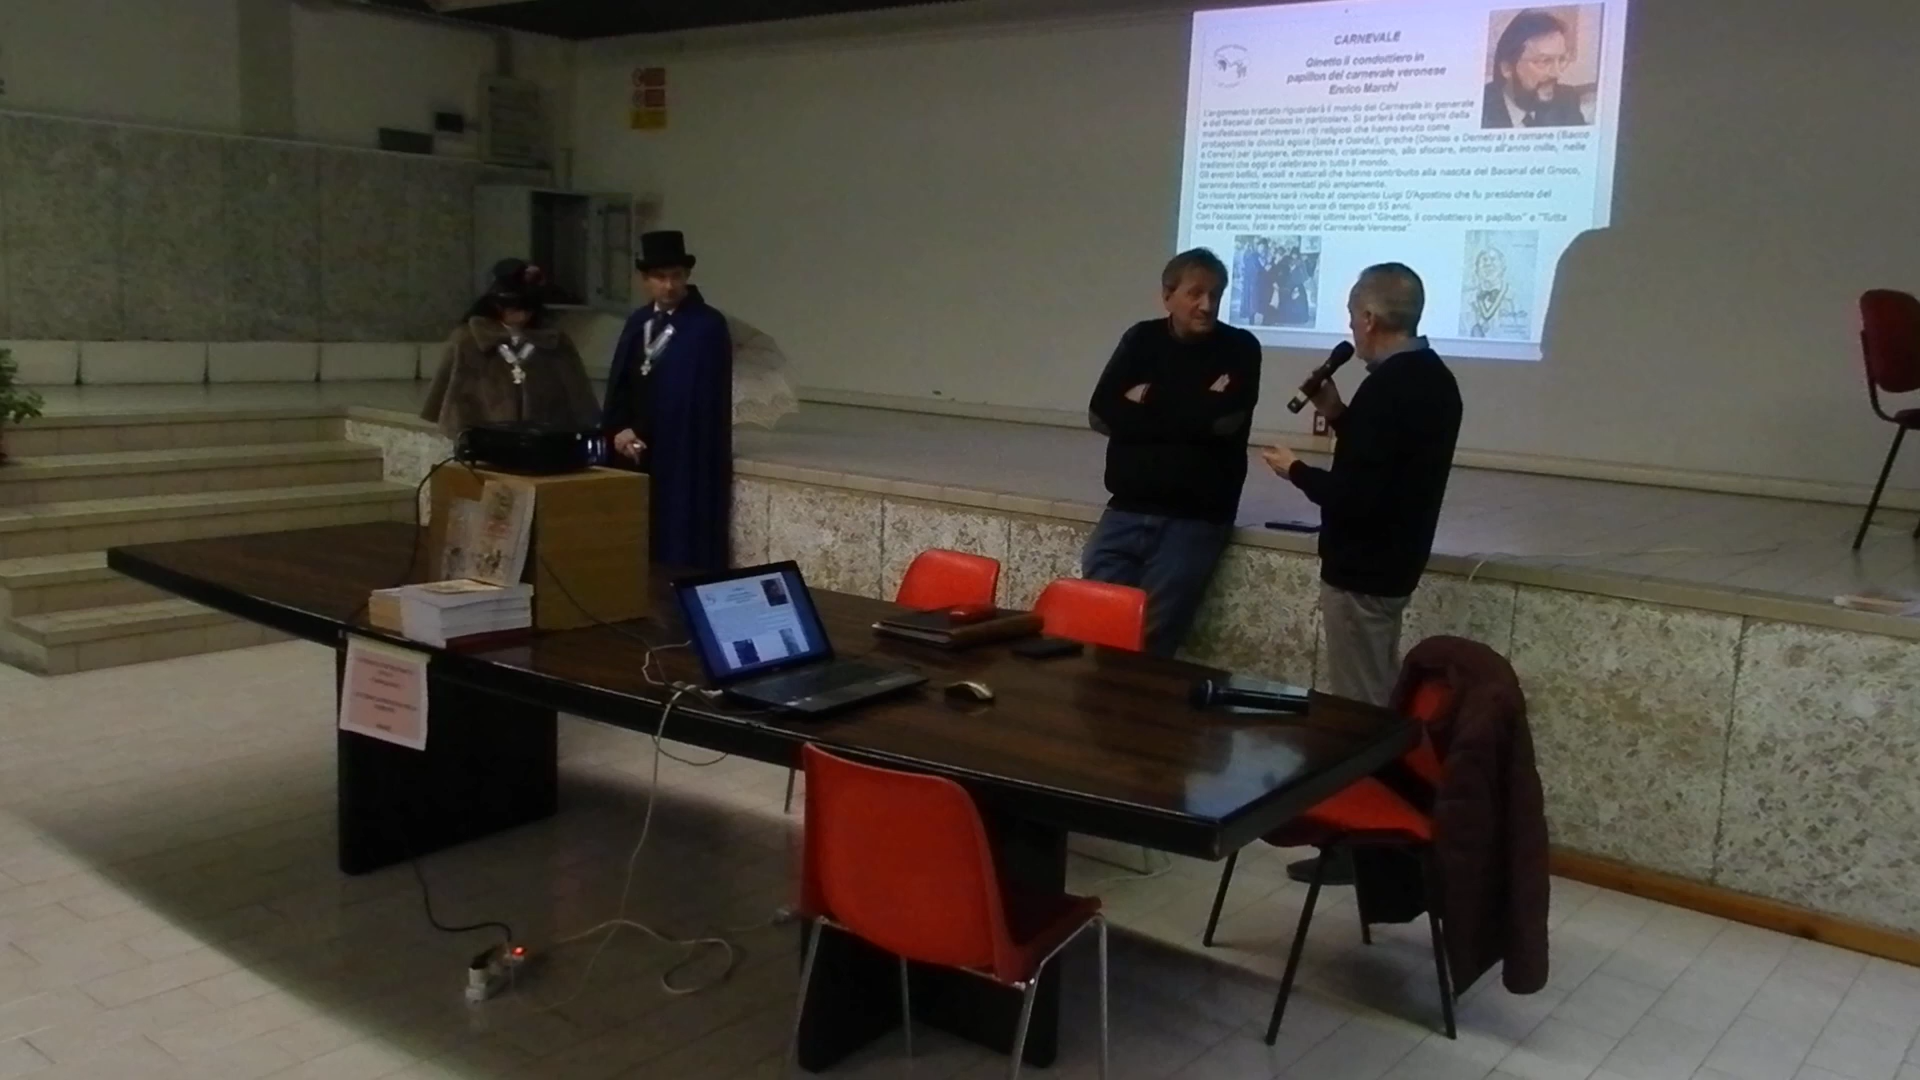 CARNEVALE
Ginetto il condottiero in
papillon del carnevale veronese
Enrico Marchi
L'argomento trattato riguarderà il mondo del Carnevale in generale
e del Bacanal del Gnoco in particolare. Si parlerà delle origini della
manifestazione attraverso i riti religiosi che hanno avuto come
protagonisti le divinità egizie (Iside e Osiride), greche (Dioniso e Demetra) e romane (Bacco
e Cerere) per giungere, attraverso il cristianesimo, allo sfociare, intorno all'anno mille, nelle
tradizioni che oggi si celebrano in tutto il mondo.
Gli eventi bellici, sociali e naturali che hanno contribuito alla nascita del Bacanal del Gnoco,
saranno descritti e commentati più ampiamente.
Un ricordo particolare sarà rivolto al compianto Luigi D'Agostino che fu presidente del
Carnevale Veronese lungo un arco di tempo di 55 anni.
Con l'occasione presenterò i miei ultimi lavori "Ginetto, il condottiero in papillon" e "Tutta
colpa di Bacco, fatti e misfatti del Carnevale Veronese"
Ginetto